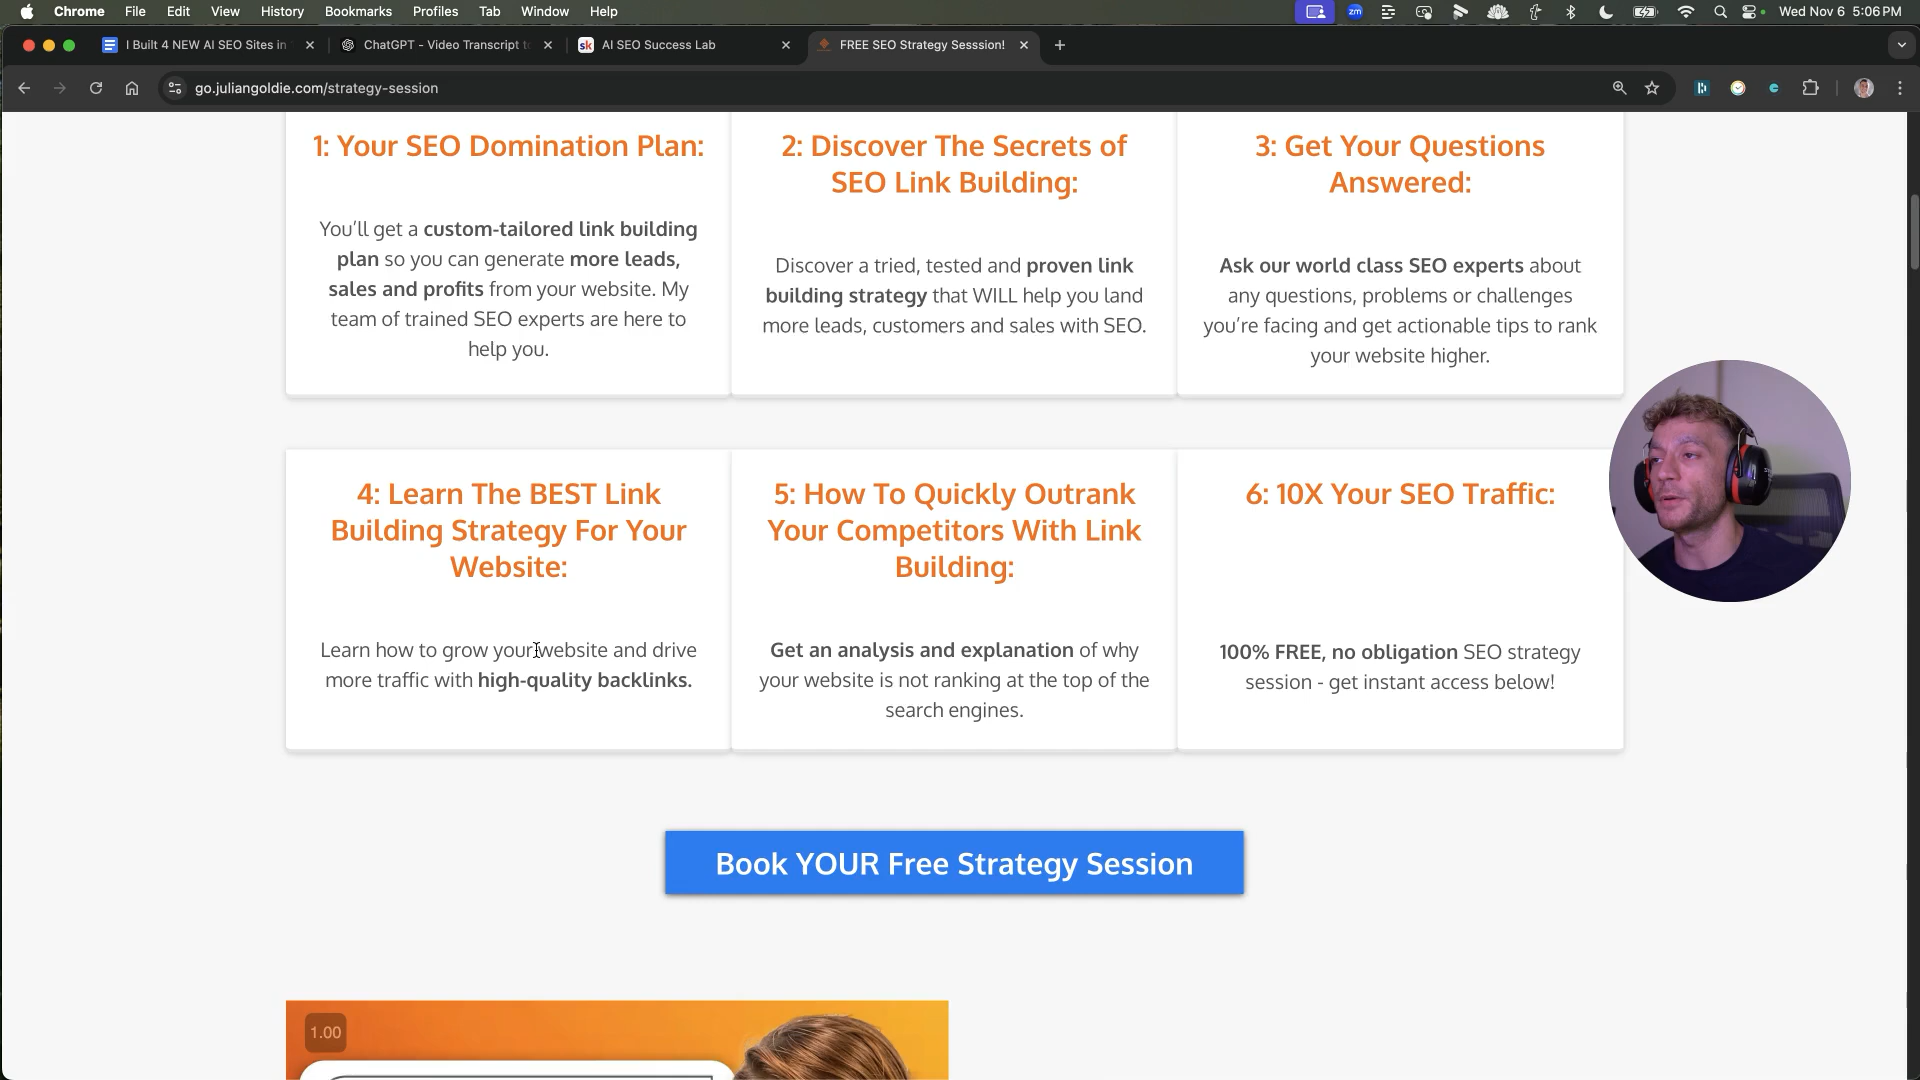 Chrome File Edit View History Bookmarks Profiles Tab Window Help
zm
Wed Nov 6 5:06 PM
I Built 4 NEW AI SEO Sites in
ChatGPT - Video Transcript to
sk AI SEO Success Lab
FREE SEO Strategy Sesssion!
go.juliangoldie.com/strategy-session
1: Your SEO Domination Plan:
You’ll get a custom-tailored link building
plan so you can generate more leads,
sales and profits from your website. My
team of trained SEO experts are here to
help you.
2: Discover The Secrets of
SEO Link Building:
Discover a tried, tested and proven link
building strategy that WILL help you land
more leads, customers and sales with SEO.
3: Get Your Questions
Answered:
Ask our world class SEO experts about
any questions, problems or challenges
you’re facing and get actionable tips to rank
your website higher.
4: Learn The BEST Link
Building Strategy For Your
Website:
Learn how to grow your website and drive
more traffic with high-quality backlinks.
5: How To Quickly Outrank
Your Competitors With Link
Building:
Get an analysis and explanation of why
your website is not ranking at the top of the
search engines.
6: 10X Your SEO Traffic:
100% FREE, no obligation SEO strategy
session - get instant access below!
Book YOUR Free Strategy Session
1.00